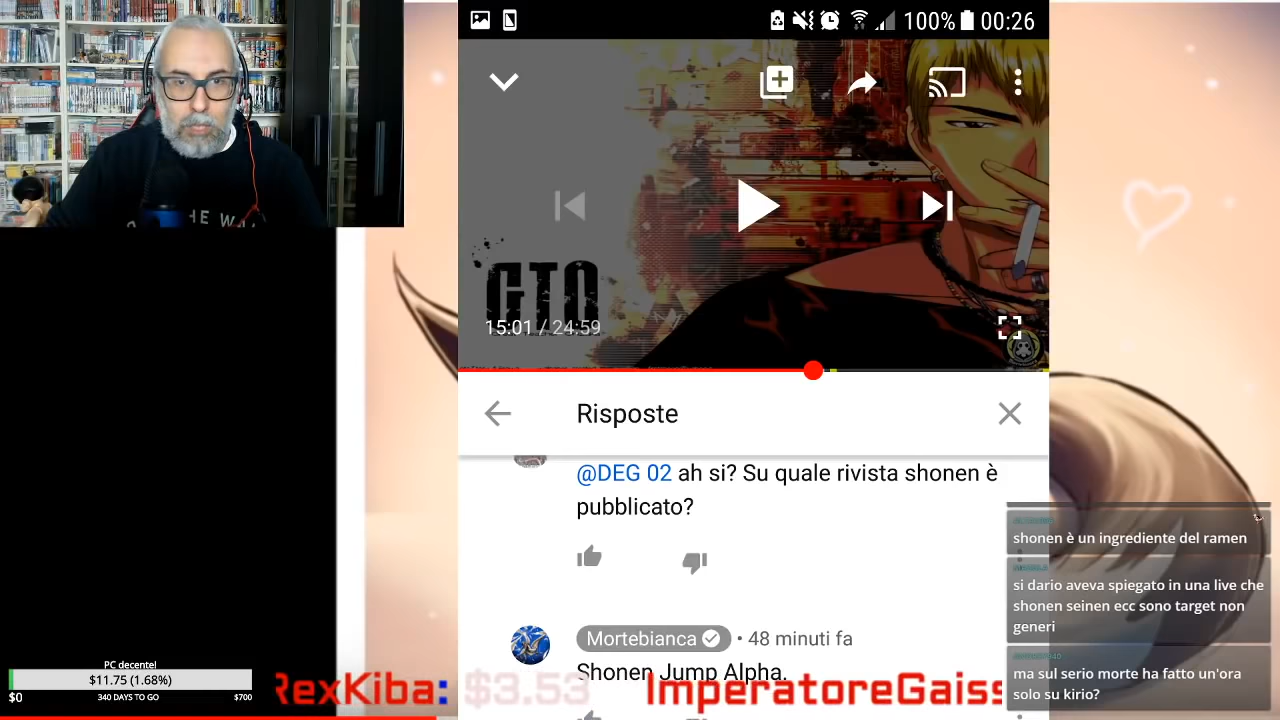 100% 00:26
GTO
15:01 / 24:59
Risposte
@DEG 02 ah si? Su quale rivista shonen è
pubblicato?
Mortebianca • 48 minuti fa
Shonen Jump Alpha.
shonen è un ingrediente del ramen
si dario aveva spiegato in una live che
shonen seinen ecc sono target non
generi
ma sul serio morte ha fatto un'ora
solo su kirio?
THE W
PC decente!
$11.75 (1.68%)
$0 340 DAYS TO GO $700
RexKiba: $3.53 ImperatoreGaiss